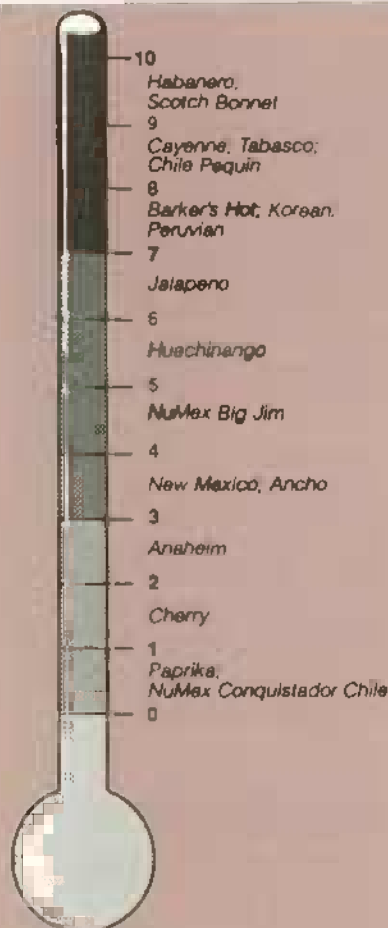 10
Habanero,
Scotch Bonnet
9
Cayenne, Tabasco;
Chile Pequin
8
Barker's Hot; Korean.
Peruvian
7
Jalapeno
6
Huachinango
5
NuMex Big Jim
4
New Mexico, Ancho
3
Anaheim
2
Cherry
1
Paprika,
NuMex Conquistador Chile
0